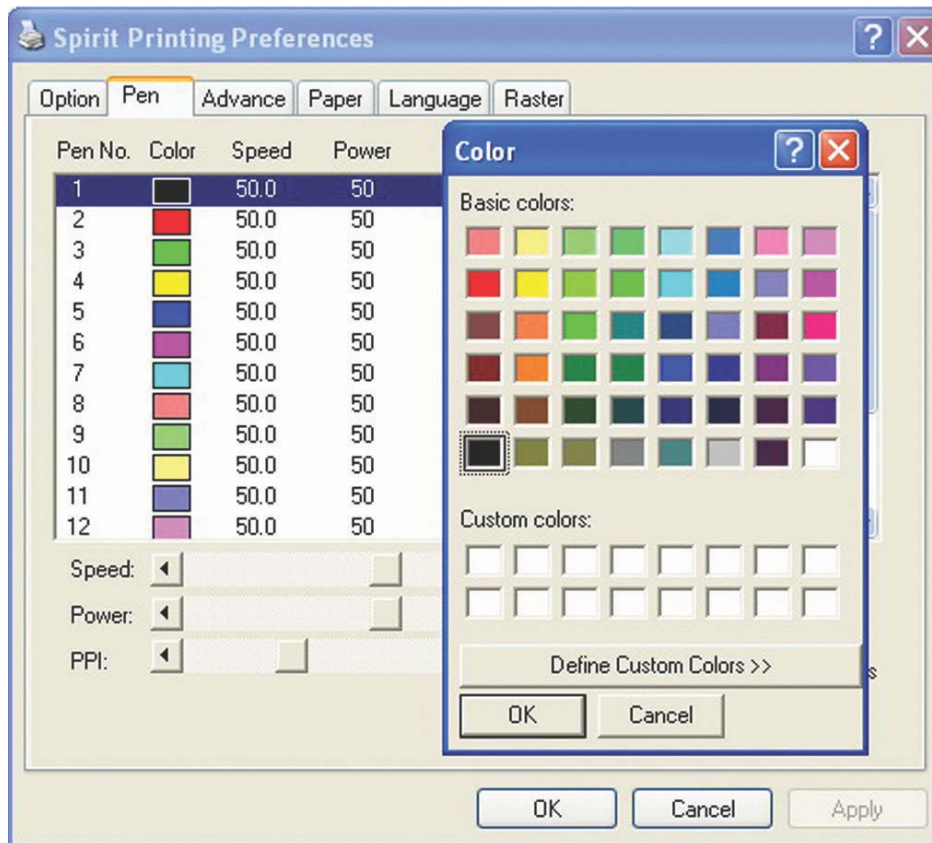 Spirit Printing Preferences
Option Pen Advance Paper Language Raster
Pen No. Color Speed Power
1 50.0 50
2 50.0 50
3 50.0 50
4 50.0 50
5 50.0 50
6 50.0 50
7 50.0 50
8 50.0 50
9 50.0 50
10 50.0 50
11 50.0 50
12 50.0 50
Speed:
Power:
PPI:
Color
Basic colors:
Custom colors:
Define Custom Colors >>
OK Cancel
s
OK Cancel Apply